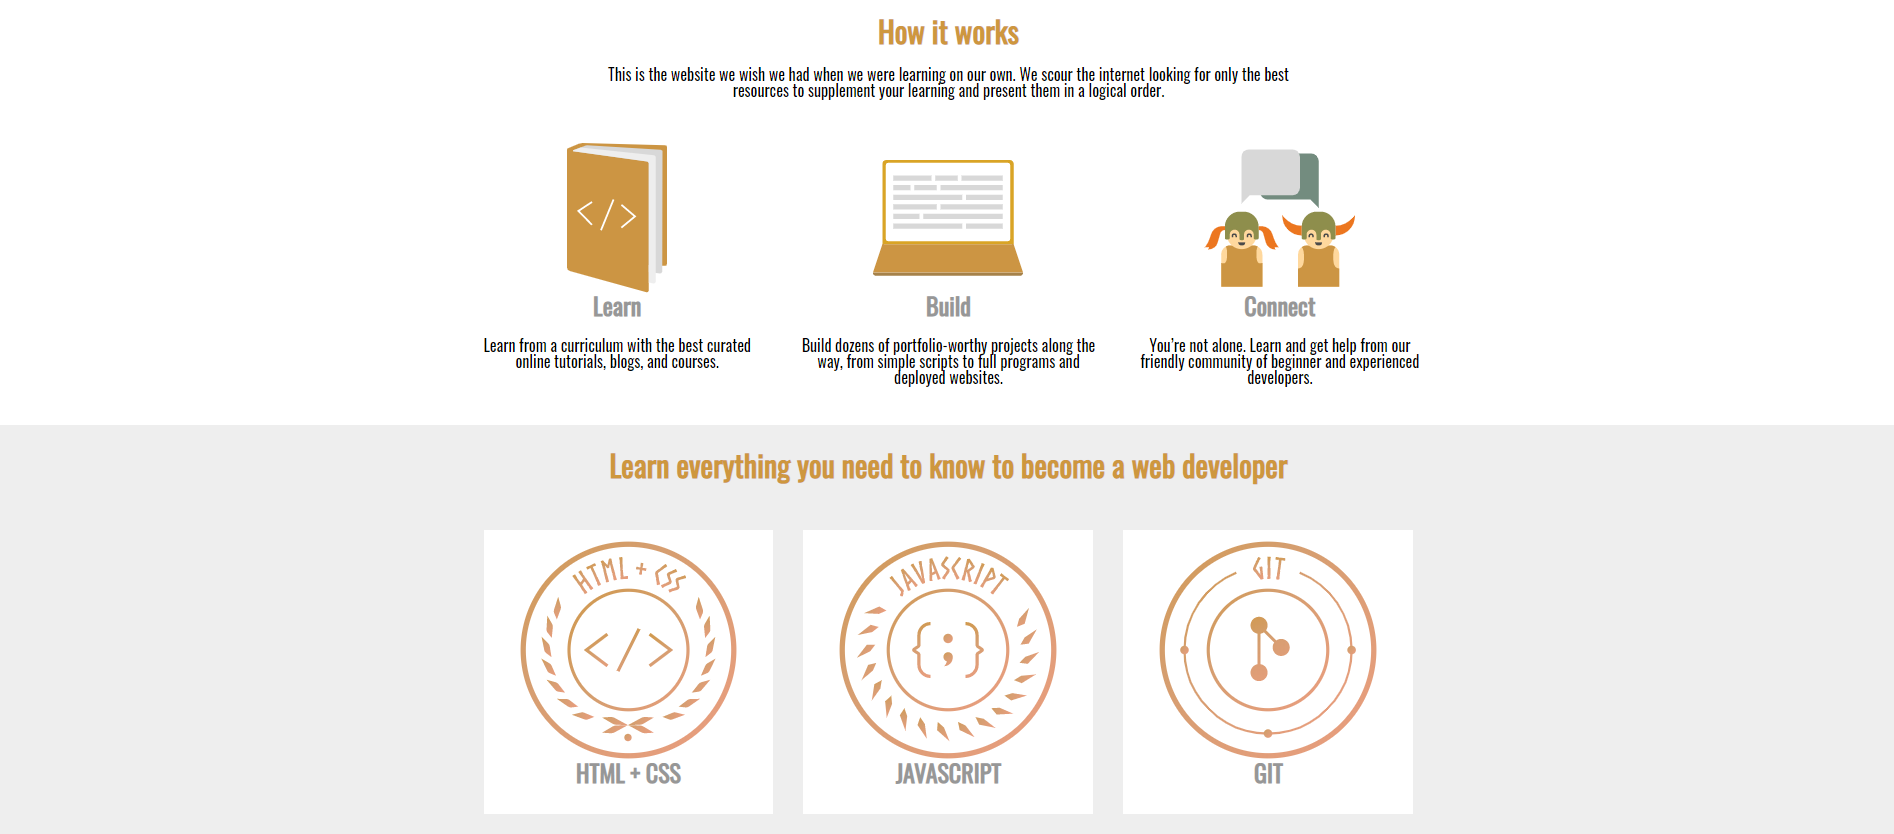 How it works
This is the website we wish we had when we were learning on our own. We scour the internet looking for only the best
resources to supplement your learning and present them in a logical order.
</>
Learn
Learn from a curriculum with the best curated
online tutorials, blogs, and courses.
Build
Build dozens of portfolio-worthy projects along the
way, from simple scripts to full programs and
deployed websites.
Connect
You're not alone. Learn and get help from our
friendly community of beginner and experienced
developers.
Learn everything you need to know to become a web developer
HTML + CSS
</>
HTML + CSS
JAVASCRIPT
{;}
JAVASCRIPT
GIT
GIT